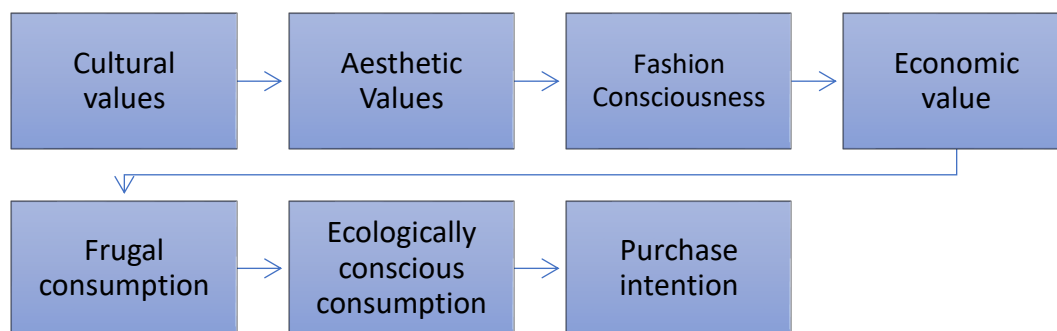 Cultural
values
Aesthetic
Values
Fashion
Consciousness
Economic
value
Frugal
consumption
Ecologically
conscious
consumption
Purchase
intention